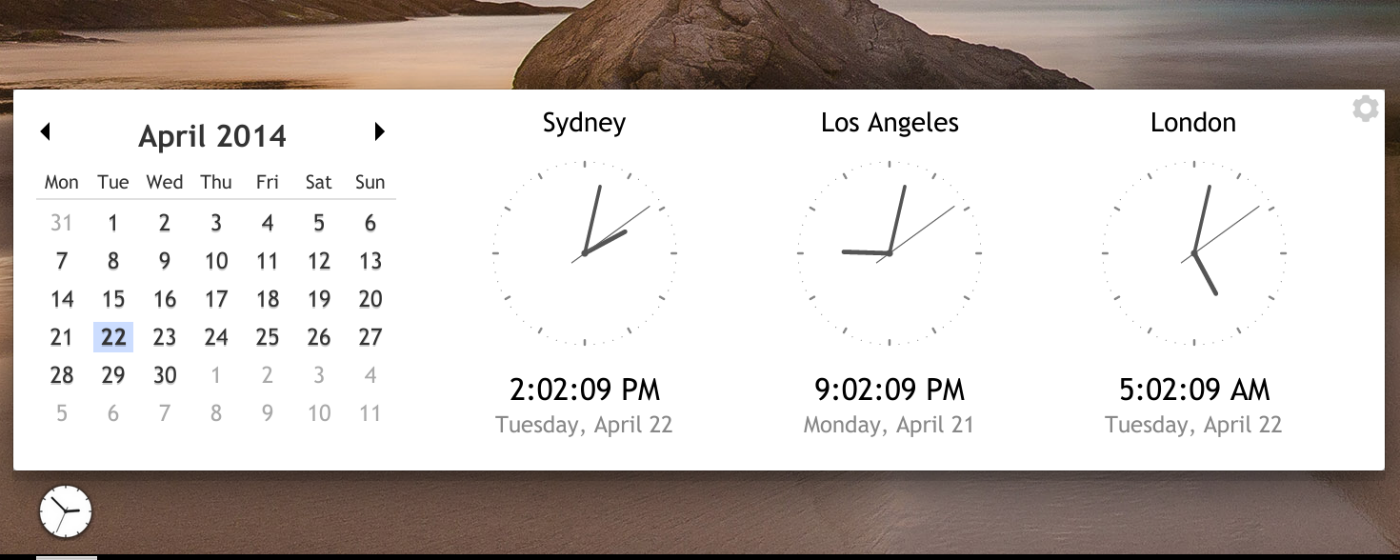 April 2014
Mon Tue Wed Thu Fri Sat Sun
31 1 2 3 4 5 6
7 8 9 10 11 12 13
14 15 16 17 18 19 20
21 22 23 24 25 26 27
28 29 30 1 2 3 4
5 6 7 8 9 10 11
Sydney
2:02:09 PM
Tuesday, April 22
Los Angeles
9:02:09 PM
Monday, April 21
London
5:02:09 AM
Tuesday, April 22